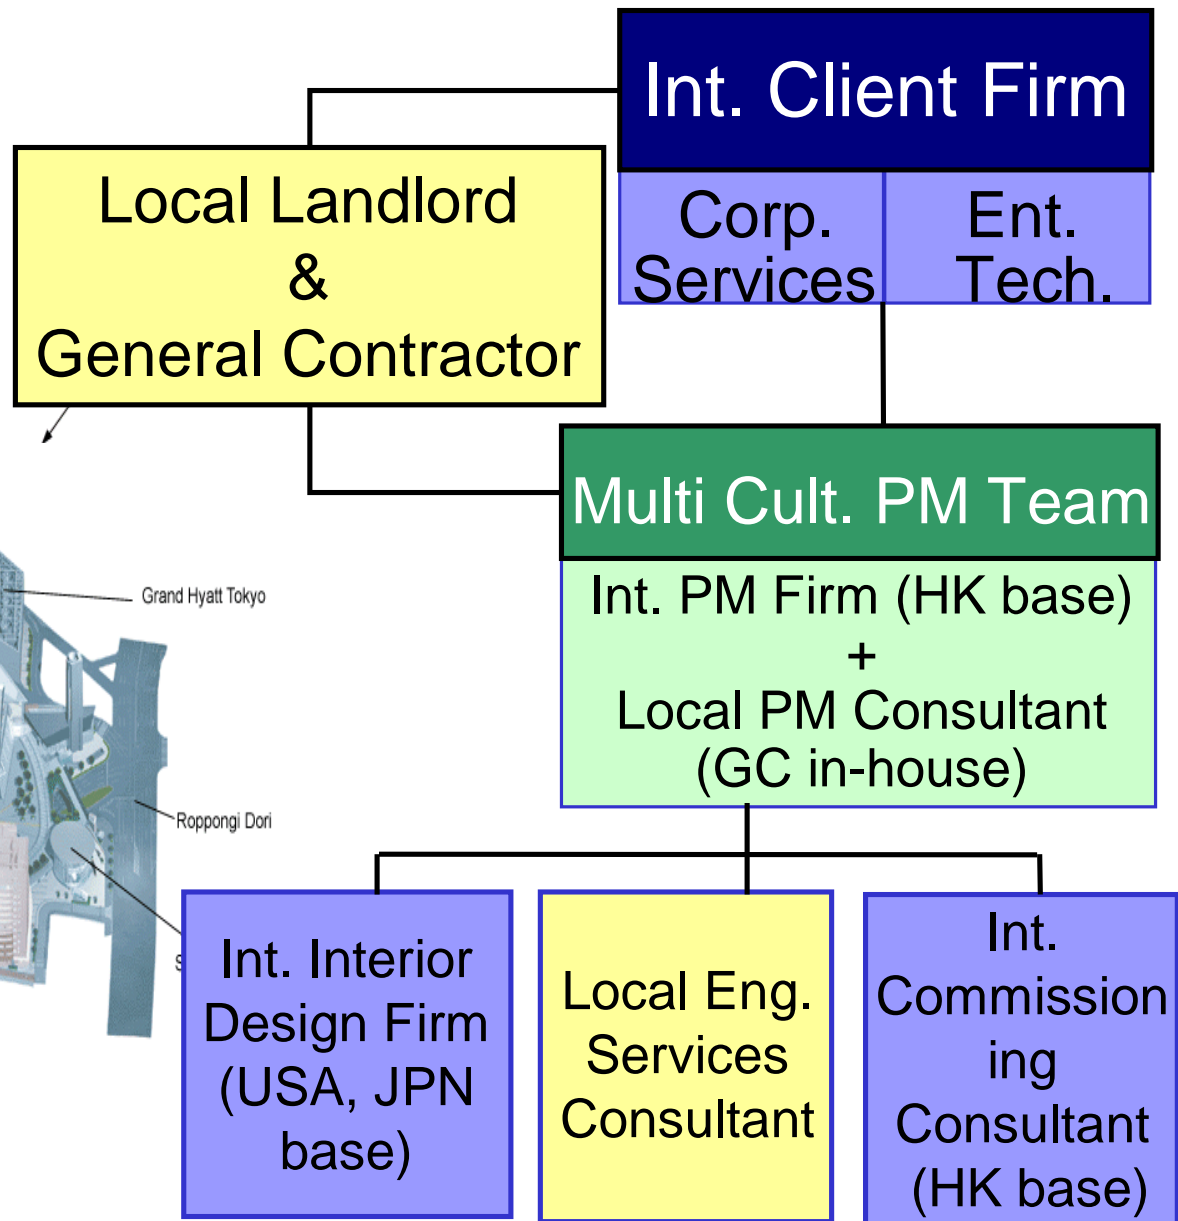 Int. Client Firm
Corp.
Services
Ent.
Tech.
Local Landlord
&
General Contractor
Multi Cult. PM Team
Int. PM Firm (HK base)
+
Local PM Consultant
(GC in-house)
Grand Hyatt Tokyo
Roppongi Dori
Int. Interior
Design Firm
(USA, JPN
base)
Local Eng.
Services
Consultant
Int.
Commission
ing
Consultant
(HK base)